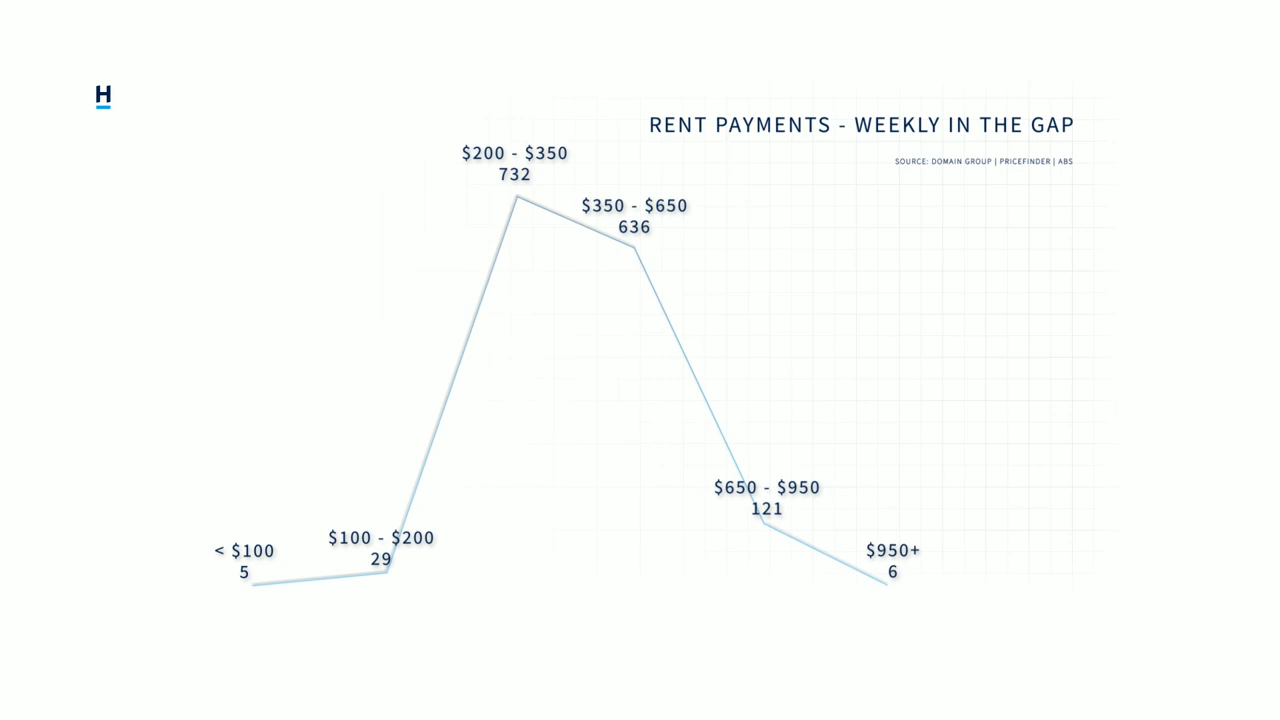 H
RENT PAYMENTS - WEEKLY IN THE GAP
SOURCE: DOMAIN GROUP | PRICEFINDER | ABS
$200 - $350
732
$350 - $650
636
$650 - $950
121
< $100
5
$100 - $200
29
$950+
6